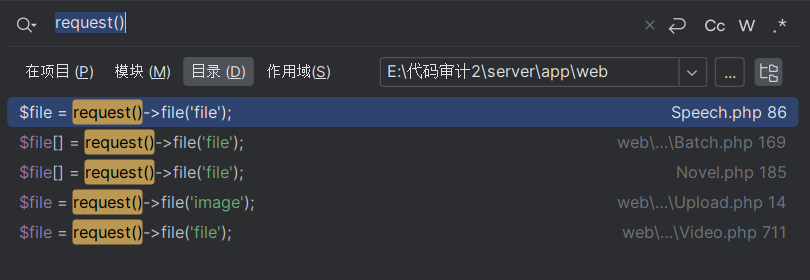 request()
Cc W .*
在项目 (P) 模块 (M) 目录 (D) 作用域(S) E:\代码审计2\server\app\web ...
$file = request()->file('file'); Speech.php 86
$file[] = request()->file('file'); web\...\Batch.php 169
$file[] = request()->file('file'); Novel.php 185
$file = request()->file('image'); web\...\Upload.php 14
$file = request()->file('file'); web\...\Video.php 711